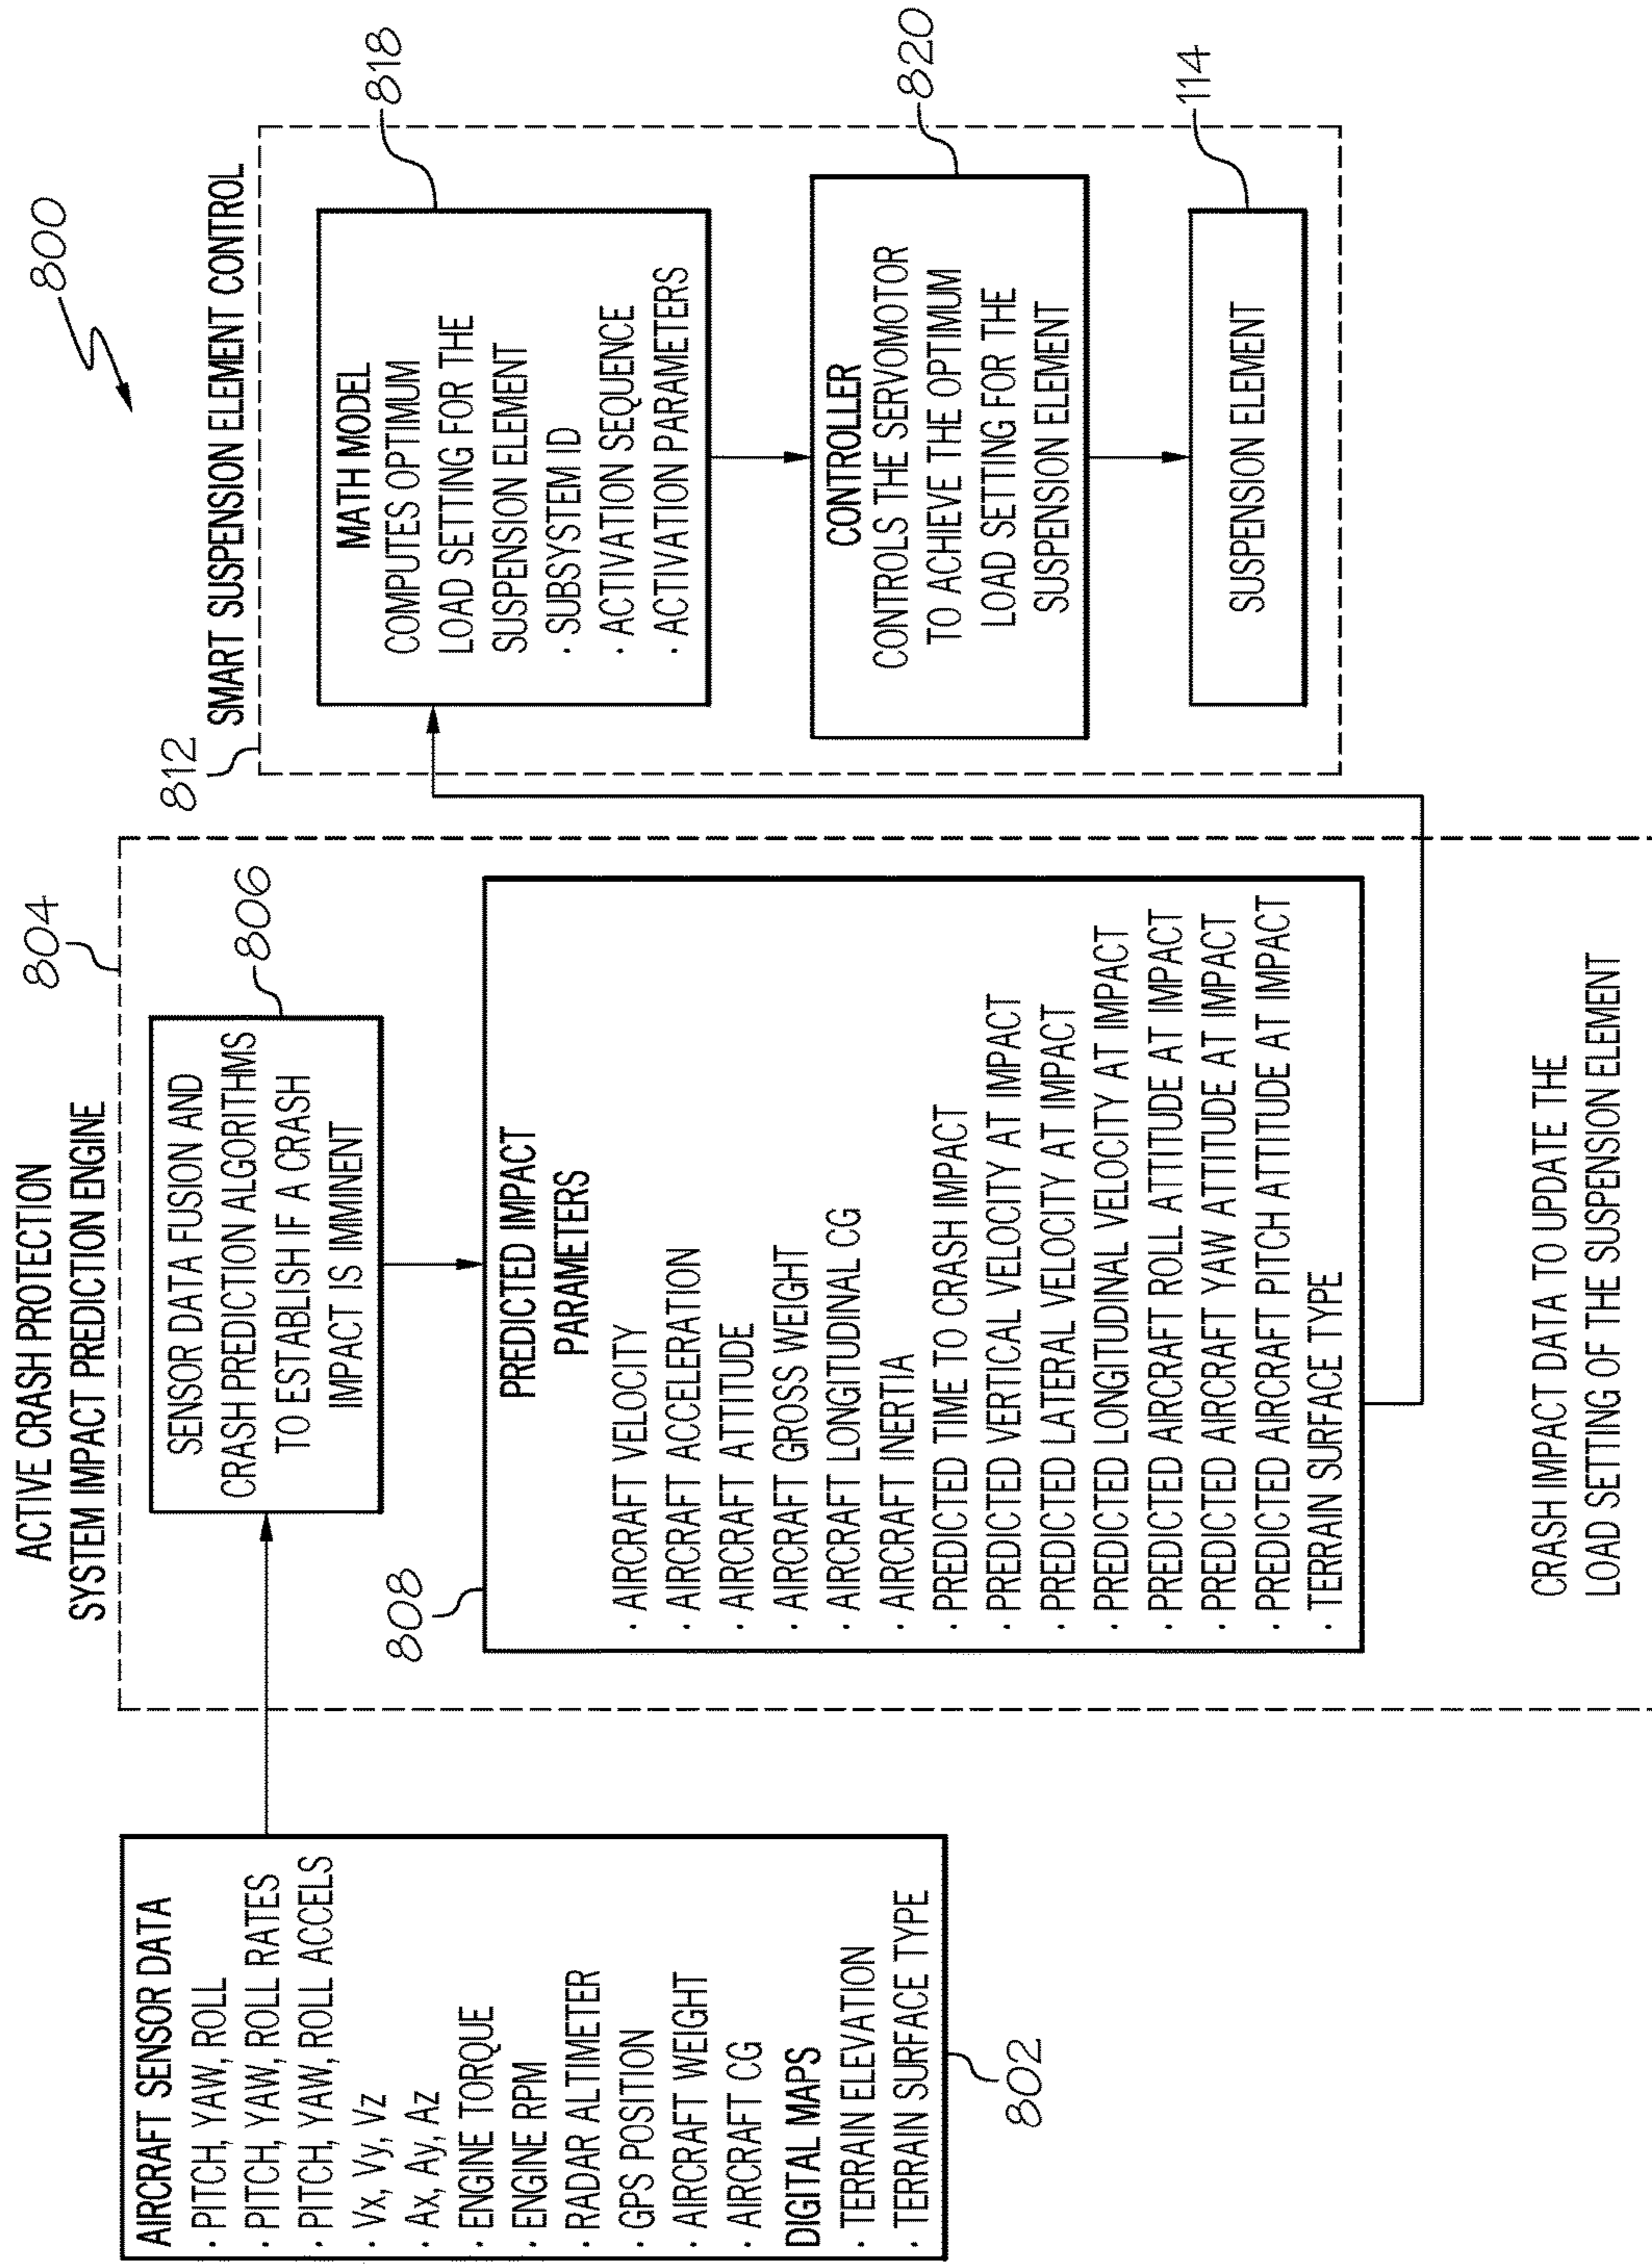 800
AIRCRAFT SENSOR DATA
· PITCH, YAW, ROLL
· PITCH, YAW, ROLL RATES
· PITCH, YAW, ROLL ACCELS
· Vx, Vy, Vz
· Ax, Ay, Az
· ENGINE TORQUE
· ENGINE RPM
· RADAR ALTIMETER
· GPS POSITION
· AIRCRAFT WEIGHT
· AIRCRAFT CG
DIGITAL MAPS
· TERRAIN ELEVATION
· TERRAIN SURFACE TYPE
802
ACTIVE CRASH PROTECTION
SYSTEM IMPACT PREDICTION ENGINE
804
SENSOR DATA FUSION AND
CRASH PREDICTION ALGORITHMS
TO ESTABLISH IF A CRASH
IMPACT IS IMMINENT
806
808
PREDICTED IMPACT
PARAMETERS
· AIRCRAFT VELOCITY
· AIRCRAFT ACCELERATION
· AIRCRAFT ATTITUDE
· AIRCRAFT GROSS WEIGHT
· AIRCRAFT LONGITUDINAL CG
· AIRCRAFT INERTIA
· PREDICTED TIME TO CRASH IMPACT
· PREDICTED VERTICAL VELOCITY AT IMPACT
· PREDICTED LATERAL VELOCITY AT IMPACT
· PREDICTED LONGITUDINAL VELOCITY AT IMPACT
· PREDICTED AIRCRAFT ROLL ATTITUDE AT IMPACT
· PREDICTED AIRCRAFT YAW ATTITUDE AT IMPACT
· PREDICTED AIRCRAFT PITCH ATTITUDE AT IMPACT
· TERRAIN SURFACE TYPE
CRASH IMPACT DATA TO UPDATE THE
LOAD SETTING OF THE SUSPENSION ELEMENT
812
SMART SUSPENSION ELEMENT CONTROL
MATH MODEL
COMPUTES OPTIMUM
LOAD SETTING FOR THE
SUSPENSION ELEMENT
· SUBSYSTEM ID
· ACTIVATION SEQUENCE
· ACTIVATION PARAMETERS
818
CONTROLLER
CONTROLS THE SERVOMOTOR
TO ACHIEVE THE OPTIMUM
LOAD SETTING FOR THE
SUSPENSION ELEMENT
820
SUSPENSION ELEMENT
114